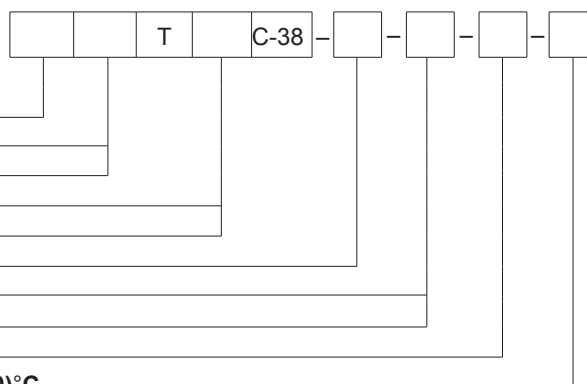 T C-38 – – – –
)°C